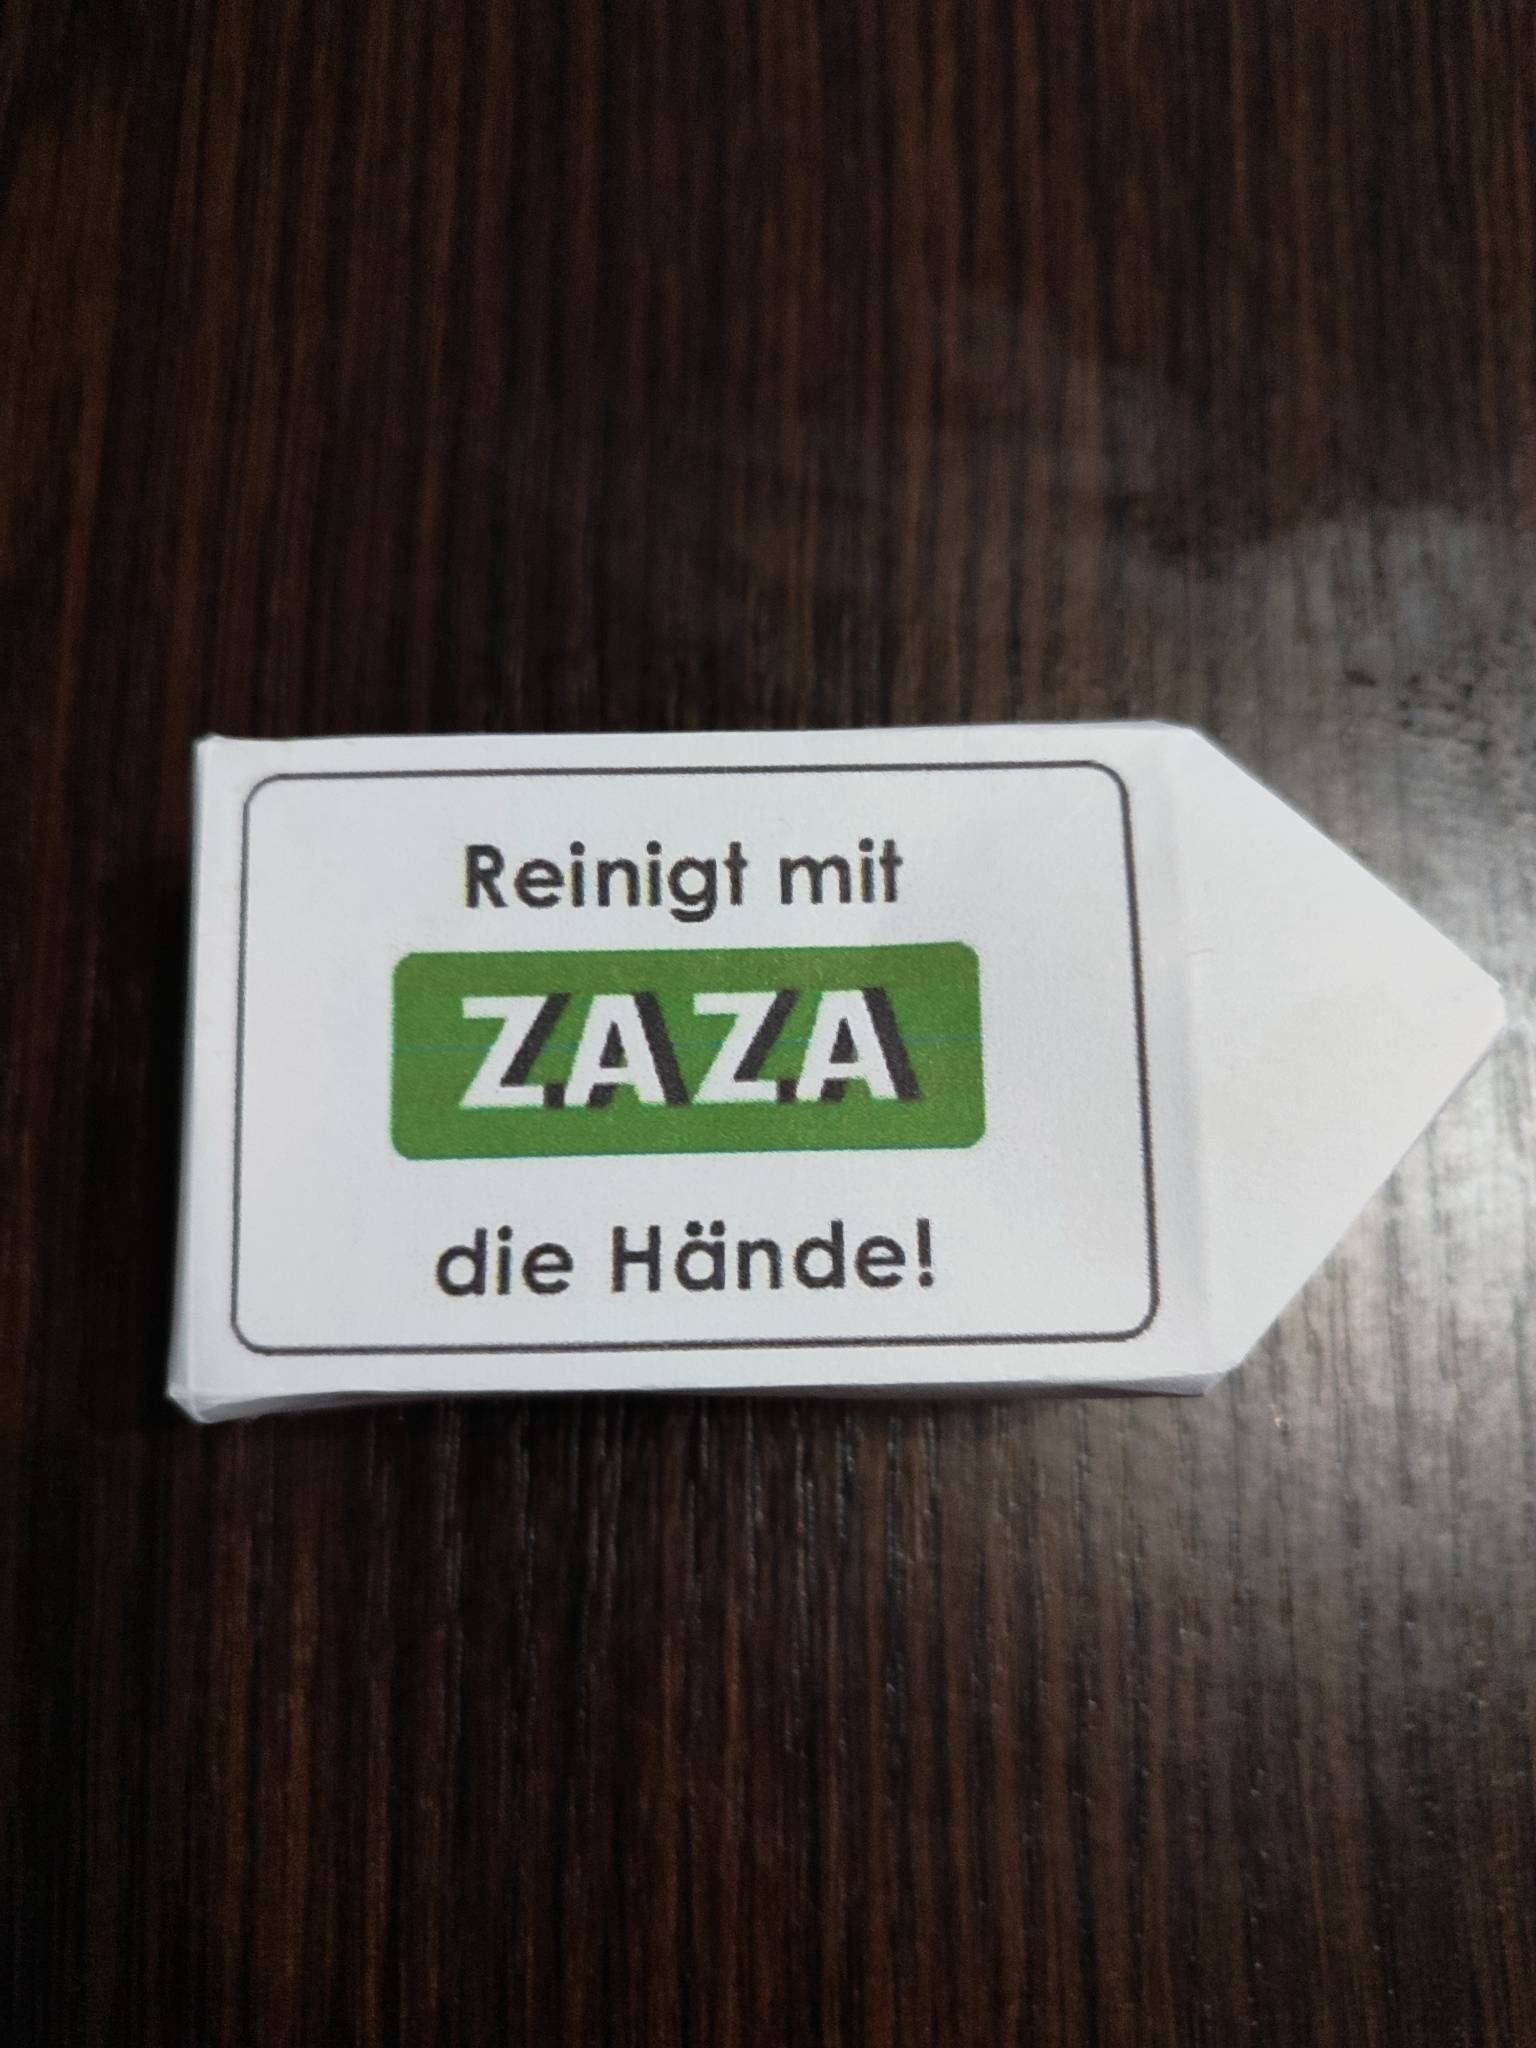 Reinigt mit
ZAZA
die Hände!